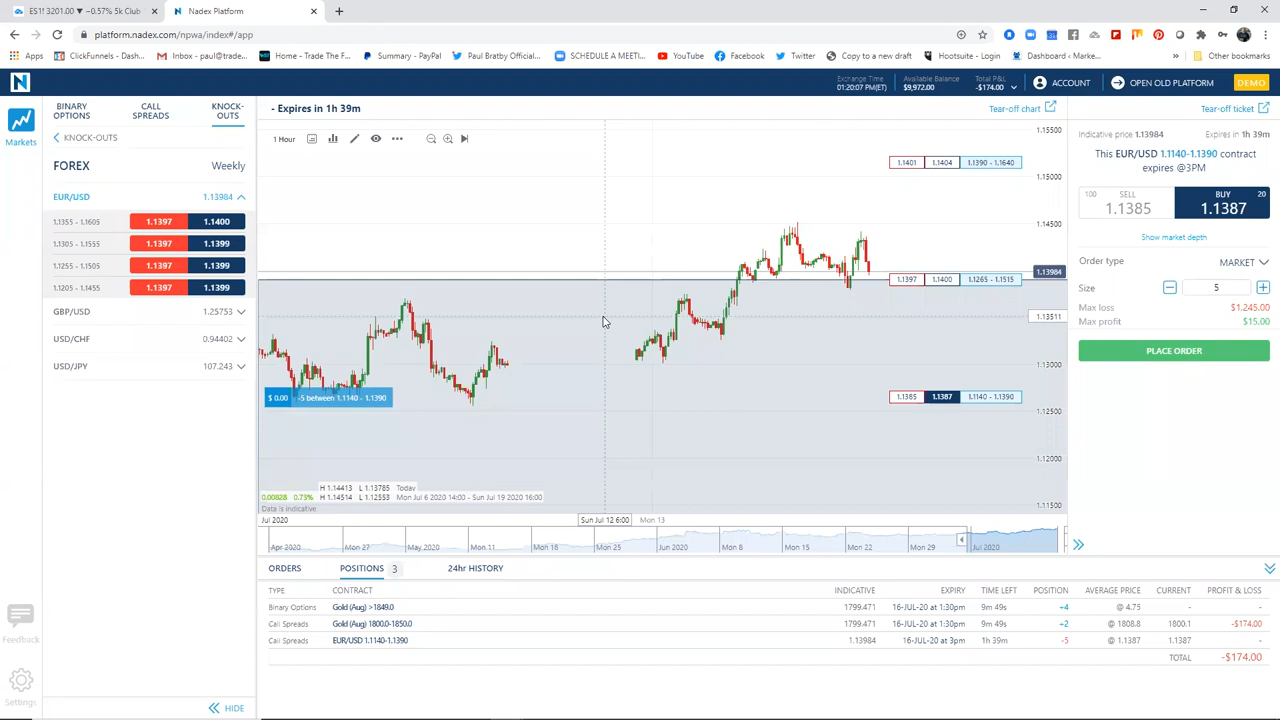 ES1! 3201.00 ▼ −0.57% 5k Club
Nadex Platform
platform.nadex.com/npwa/index#/app
Apps
ClickFunnels - Dash...
Inbox - paul@trade...
Home - Trade The F...
Summary - PayPal
Paul Bratby Official...
SCHEDULE A MEETI...
YouTube
Facebook
Twitter
Copy to a new draft
Hootsuite - Login
Dashboard ‹ Marke...
Other bookmarks
Exchange Time
01:20:07 PM(ET)
Available Balance
$9,972.00
Total P&L
-$174.00
ACCOUNT
OPEN OLD PLATFORM
DEMO
Markets
Feedback
Settings
BINARY OPTIONS
CALL SPREADS
KNOCK-OUTS
KNOCK-OUTS
FOREX Weekly
EUR/USD 1.13984
1.1355 - 1.1605 1.1397 1.1400
1.1305 - 1.1555 1.1397 1.1399
1.1255 - 1.1505 1.1397 1.1399
1.1205 - 1.1455 1.1397 1.1399
GBP/USD 1.25753
USD/CHF 0.94402
USD/JPY 107.243
HIDE
- Expires in 1h 39m
Tear-off chart
1 Hour
1.15500
1.15000
1.14500
1.13984
1.13511
1.13000
1.12500
1.12000
1.11500
1.1401 1.1404 1.1390 - 1.1640
1.1397 1.1400 1.1265 - 1.1515
1.1385 1.1387 1.1140 - 1.1390
$ 0.00 -5 between 1.1140 - 1.1390
H 1.14413 L 1.13785 Today
0.00828 0.73% H 1.14514 L 1.12553 Mon Jul 6 2020 14:00 - Sun Jul 19 2020 16:00
Data is indicative
Jul 2020 Sun Jul 12 6:00 Mon 13
Apr 2020 Mon 27 May 2020 Mon 11 Mon 18 Mon 25 Jun 2020 Mon 8 Mon 15 Mon 22 Mon 29 Jul 2020
Tear-off ticket
Indicative price 1.13984 Expires in 1h 39m
This EUR/USD 1.1140-1.1390 contract
expires @3PM
100 SELL 1.1385
BUY 20 1.1387
Show market depth
Order type MARKET
Size 5
Max loss $1,245.00
Max profit $15.00
PLACE ORDER
ORDERS POSITIONS 3 24hr HISTORY
TYPE CONTRACT INDICATIVE EXPIRY TIME LEFT POSITION AVERAGE PRICE CURRENT PROFIT & LOSS
Binary Options Gold (Aug) >1849.0 1799.471 16-JUL-20 at 1:30pm 9m 49s +4 @ 4.75 - -
Call Spreads Gold (Aug) 1800.0-1850.0 1799.471 16-JUL-20 at 1:30pm 9m 49s +2 @ 1808.8 1800.1 -$174.00
Call Spreads EUR/USD 1.1140-1.1390 1.13984 16-JUL-20 at 3pm 1h 39m -5 @ 1.1387 1.1387 -
TOTAL -$174.00